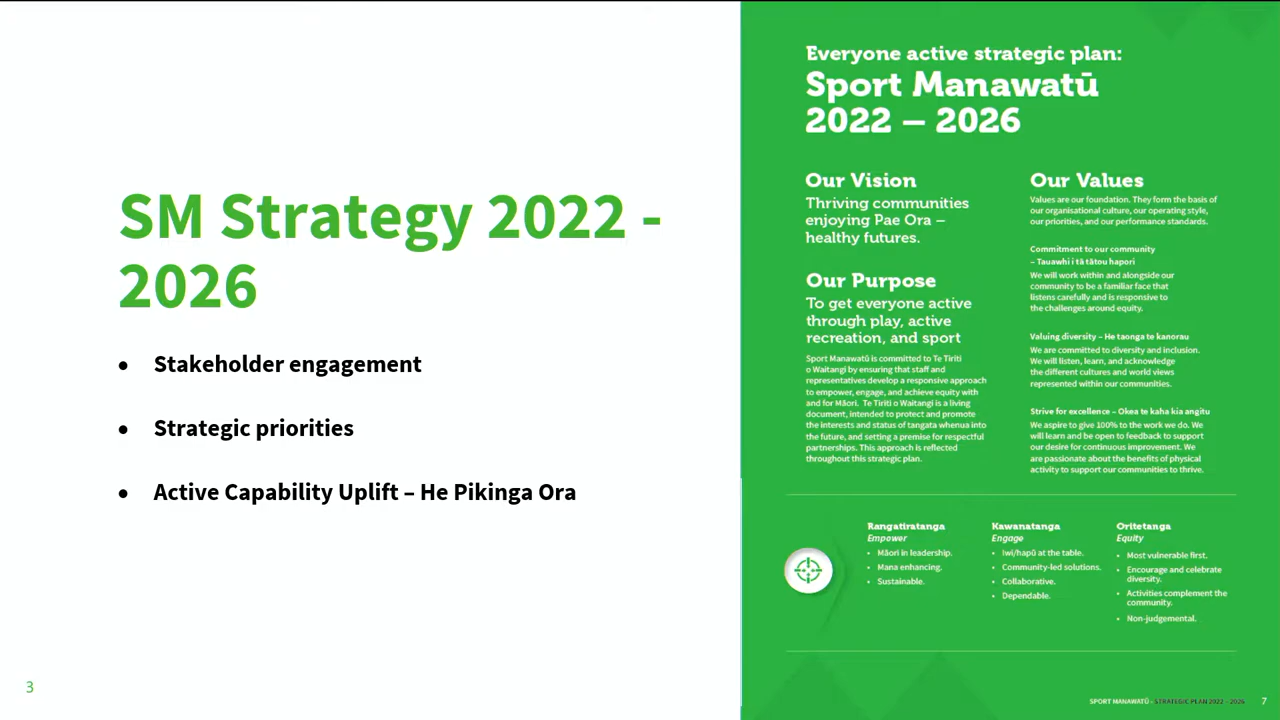 SM Strategy 2022 -
2026
• Stakeholder engagement
• Strategic priorities
• Active Capability Uplift – He Pikinga Ora
3
Everyone active strategic plan:
Sport Manawatū
2022 – 2026
Our Vision
Thriving communities
enjoying Pae Ora –
healthy futures.
Our Purpose
To get everyone active
through play, active
recreation, and sport
Sport Manawatū is committed to Te Tiriti
o Waitangi by ensuring that staff and
representatives develop a responsive approach
to empower, engage, and achieve equity with
and for Māori. Te Tiriti o Waitangi is a living
document, intended to protect and promote
the interests and status of tangata whenua into
the future, and setting a premise for respectful
partnerships. This approach is reflected
throughout this strategic plan.
Our Values
Values are our foundation. They form the basis of
our organisational culture, our operating style,
our priorities, and our performance standards.
Commitment to our community
– Tauawhi i tā tātou hapori
We will work within and alongside our
community to be a familiar face that
listens carefully and is responsive to
the challenges around equity.
Valuing diversity – He taonga te kanorau
We are committed to diversity and inclusion.
We will listen, learn, and acknowledge
the different cultures and world views
represented within our communities.
Strive for excellence – Okea te kaha kia angitu
We aspire to give 100% to the work we do. We
will learn and be open to feedback to support
our desire for continuous improvement. We
are passionate about the benefits of physical
activity to support our communities to thrive.
Rangatiratanga
Empower
• Māori in leadership.
• Mana enhancing.
• Sustainable.
Kawanatanga
Engage
• Iwi/hapū at the table.
• Community-led solutions.
• Collaborative.
• Dependable.
Oritetanga
Equity
• Most vulnerable first.
• Encourage and celebrate
diversity.
• Activities complement the
community.
• Non-judgemental.
SPORT MANAWATŪ - STRATEGIC PLAN 2022 - 2026 7